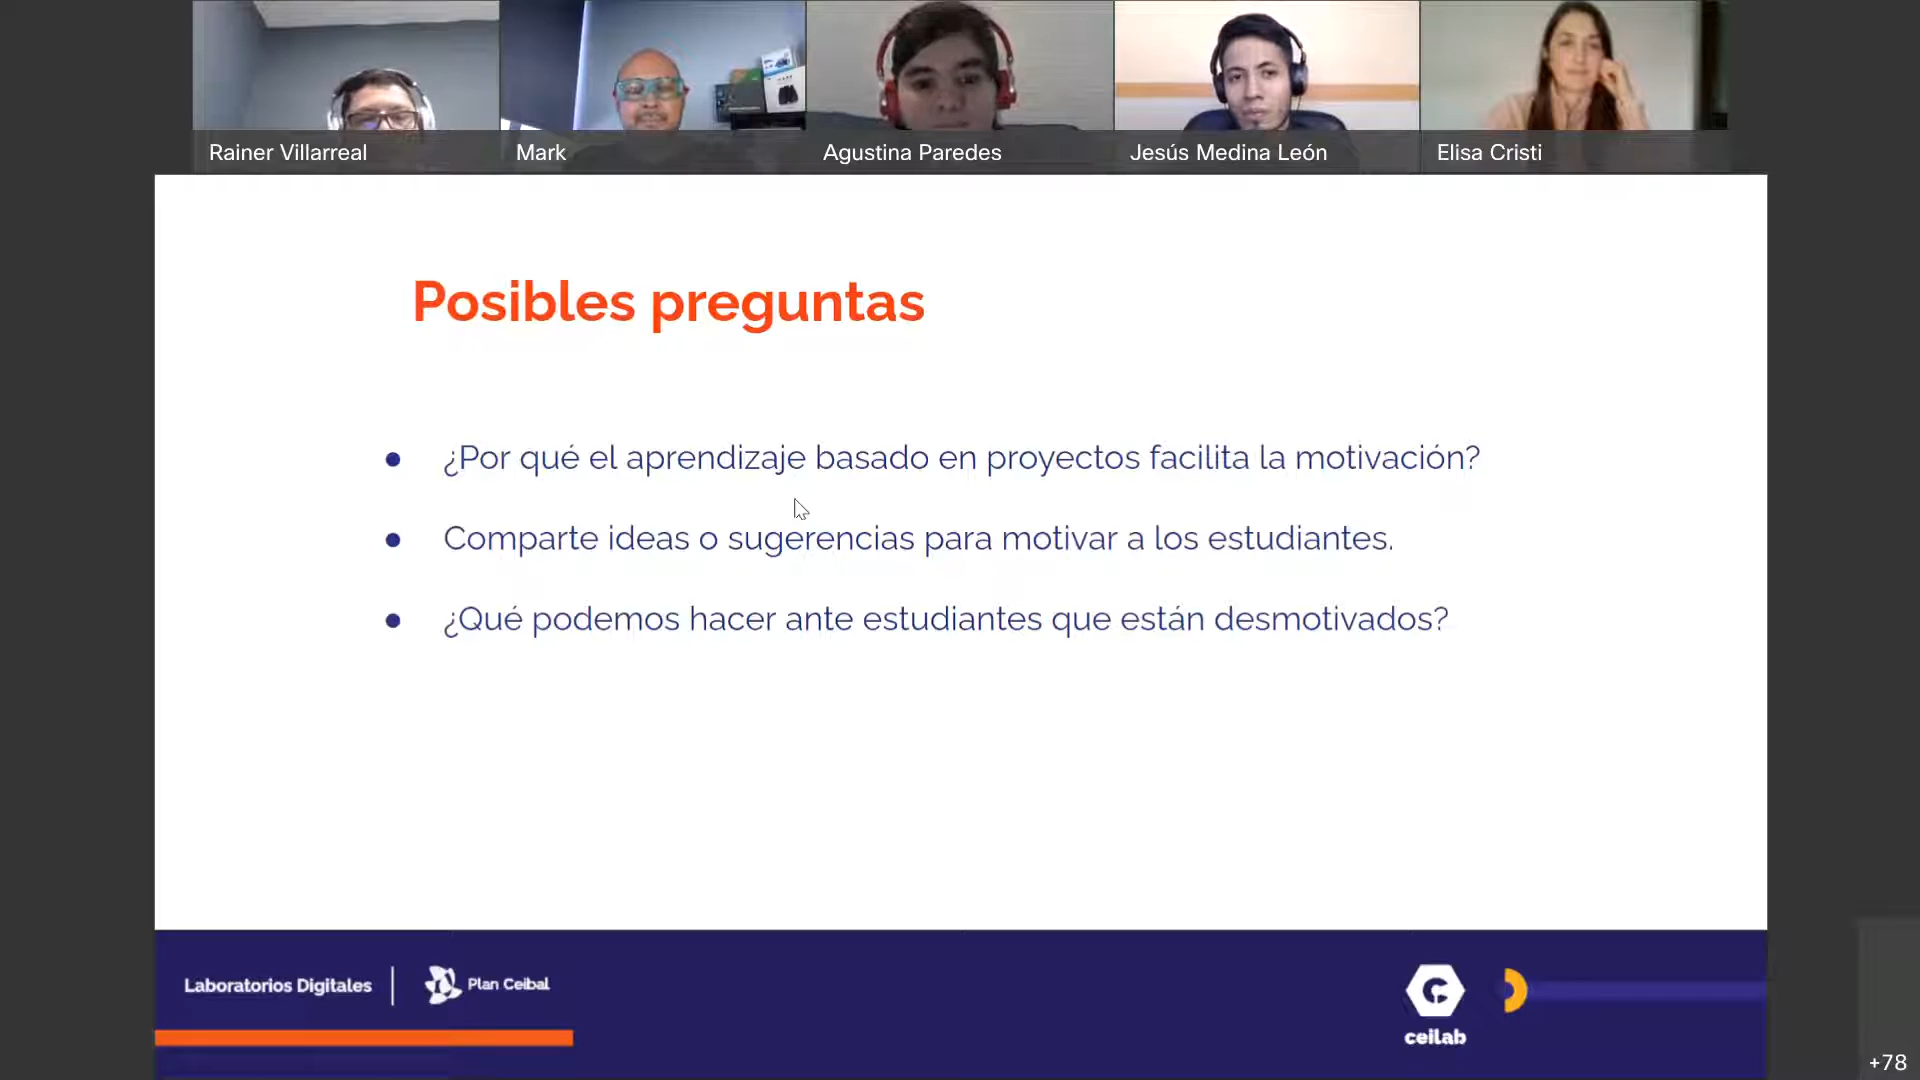 Rainer Villarreal
Mark
Agustina Paredes
Jesús Medina León
Elisa Cristi
Posibles preguntas
● ¿Por qué el aprendizaje basado en proyectos facilita la motivación?
● Comparte ideas o sugerencias para motivar a los estudiantes.
● ¿Qué podemos hacer ante estudiantes que están desmotivados?
Laboratorios Digitales
Plan Ceibal
ceilab
+78